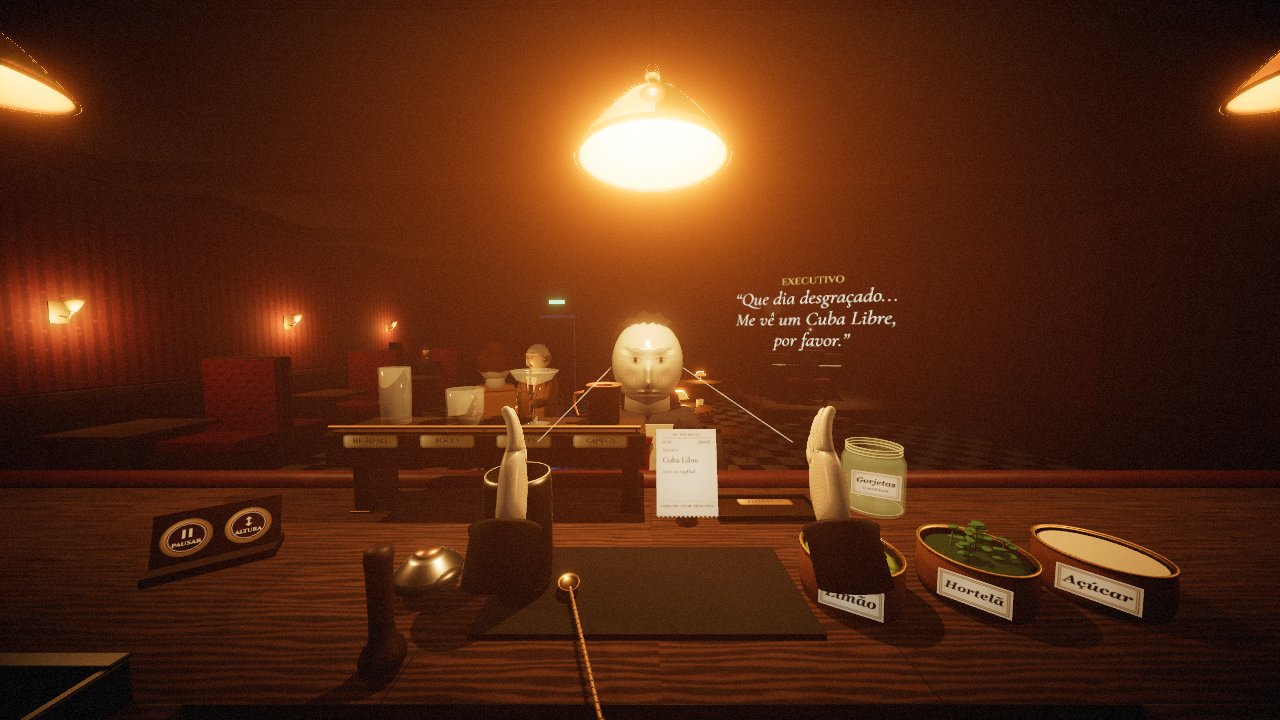 EXECUTIVO
“Que dia desgraçado…
Me vê um Cuba Libre,
por favor.”
HIGHBALL
ROCKS
Cuba Libre
Gorjetas
PAUSAR
ALTURA
Limão
Hortelã
Açúcar